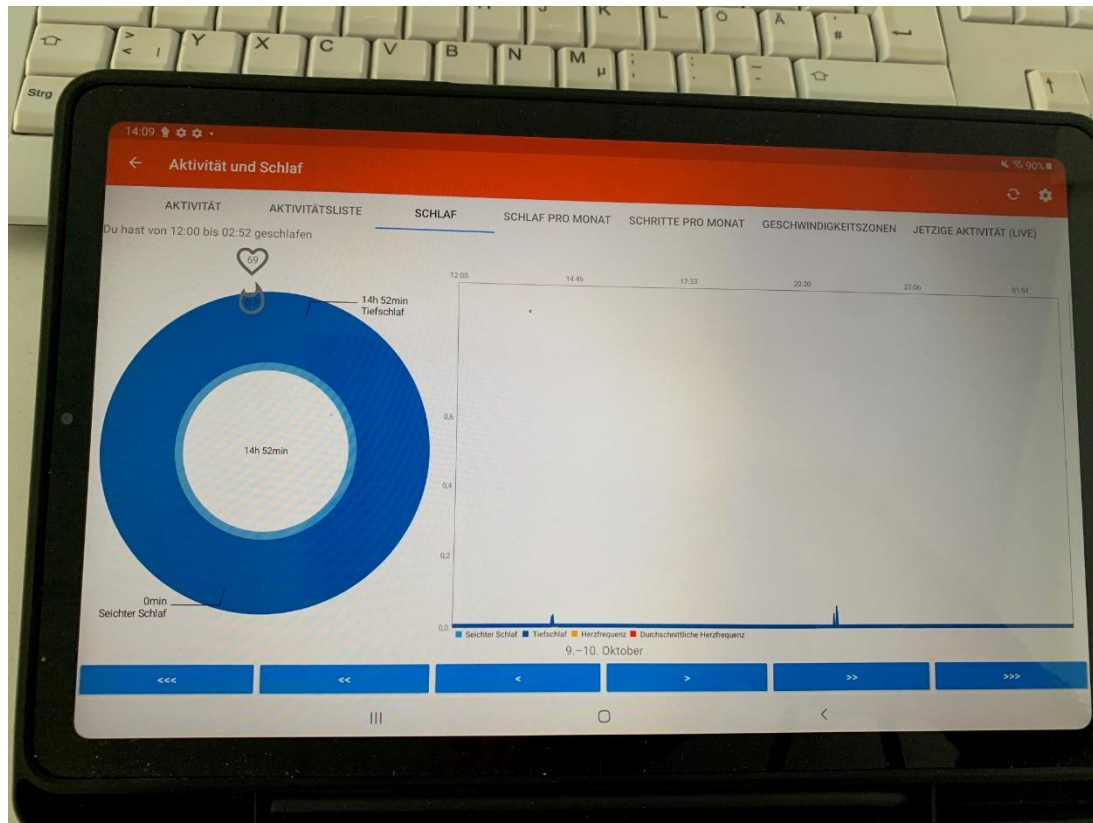 J K L Ö Ä ' #
> < | Y X C V B N M µ ; , : . _ -
Strg
14:09 90%
Aktivität und Schlaf
AKTIVITÄT AKTIVITÄTSLISTE SCHLAF SCHLAF PRO MONAT SCHRITTE PRO MONAT GESCHWINDIGKEITSZONEN JETZIGE AKTIVITÄT (LIVE)
Du hast von 12:00 bis 02:52 geschlafen
69
14h 52min
Tiefschlaf
14h 52min
0min
Seichter Schlaf
12:00 14:46 17:33 20:20 23:06
0,6
0,4
0,2
0,0
Seichter Schlaf Tiefschlaf Herzfrequenz Durchschnittliche Herzfrequenz
9.–10. Oktober
<<< << < > >> >>>